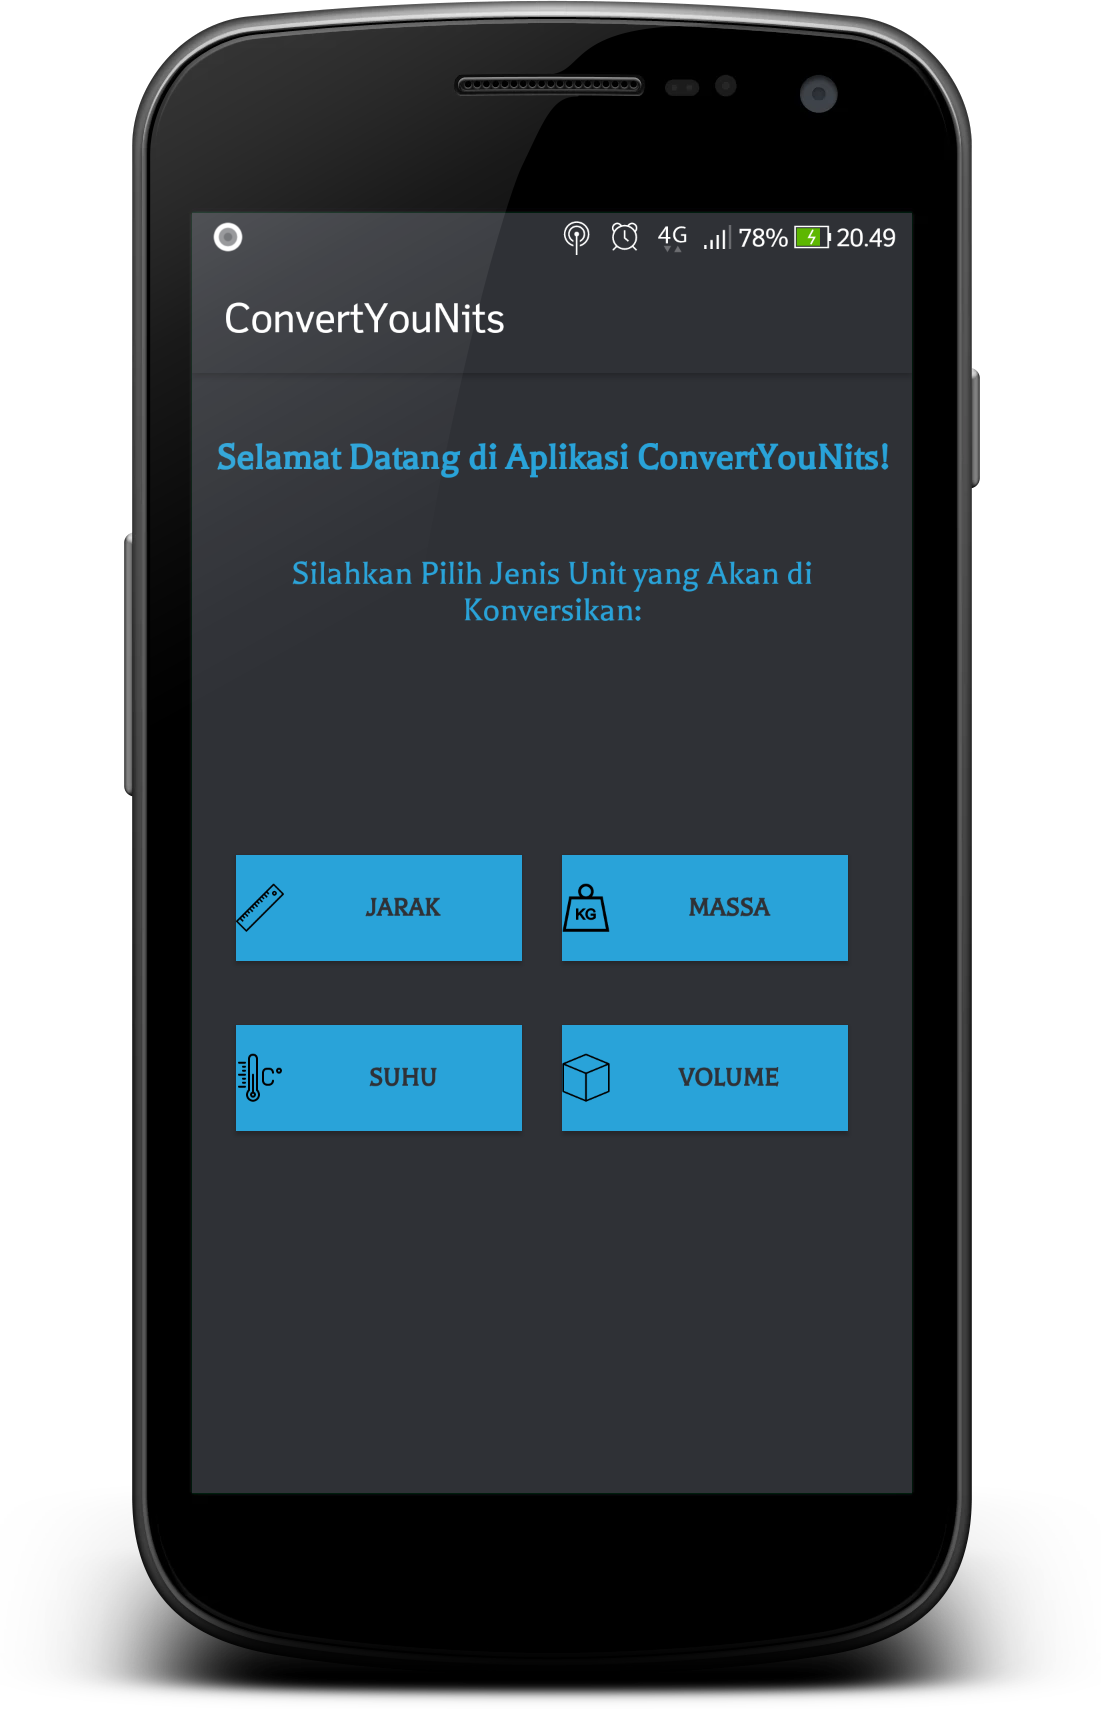 4G 78% 20.49
ConvertYouNits
Selamat Datang di Aplikasi ConvertYouNits!
Silahkan Pilih Jenis Unit yang Akan di
Konversikan:
JARAK
KG MASSA
C° SUHU
VOLUME